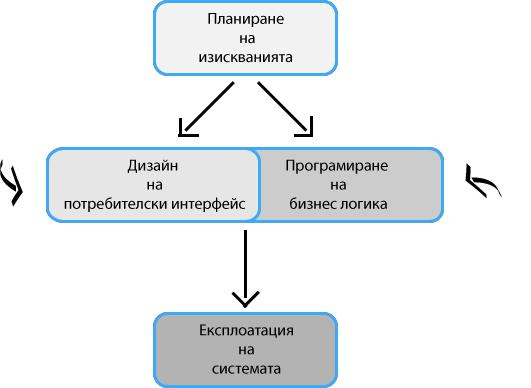 Планиране
на
изискванията
Дизайн
на
потребителски интерфейс
Програмиране
на
бизнес логика
Експлоатация
на
системата